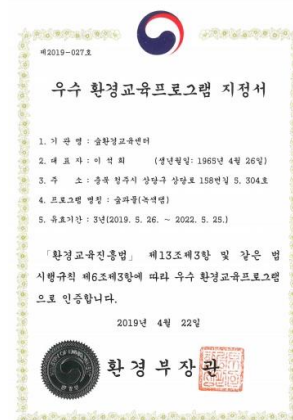 제2019-027호
우수 환경교육프로그램 지정서
1. 기 관 명 : 숲환경교육센터
2. 대 표 자 : 이 석 희 (생년월일: 1965년 4월 26일)
3. 주 소 : 충북 청주시 상당구 상당로 158번길 5, 304호
4. 프로그램 명칭 : 숲과물(녹색댐)
5. 유효기간 : 3년(2019. 5. 26. ~ 2022. 5. 25.)
「환경교육진흥법」 제13조제3항 및 같은 법
시행규칙 제6조제3항에 따라 우수 환경교육프로그램
으로 인증합니다.
2019년 4월 22일
환경부장관